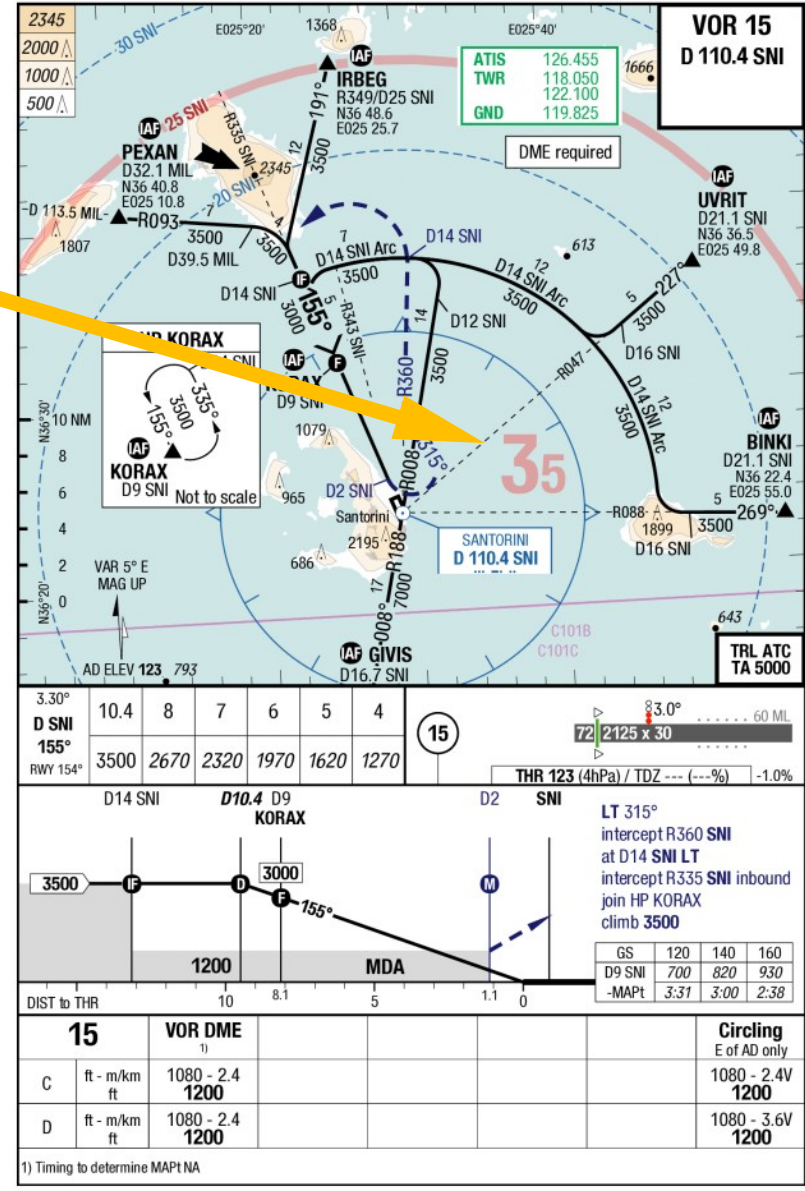 2345
2000
1000
500
30 SNI
E025°20'
1368
E025°40'
VOR 15
D 110.4 SNI
ATIS 126.455
TWR 118.050
122.100
GND 119.825
1666
IAF
IRBEG
R349/D25 SNI
N36 48.6
E025 25.7
191°
12
3500
25 SNI
R335 SNI
IAF
PEXAN
D32.1 MIL
N36 40.8
E025 10.8
2345
20 SNI
DME required
IAF
UVRIT
D21.1 SNI
N36 36.5
E025 49.8
D 113.5 MIL
R093
7
3500
D39.5 MIL
1807
4
3500
D14 SNI
613
7
D14 SNI Arc
3500
12
D14 SNI Arc
3500
227°
5
3500
D16 SNI
IF
D14 SNI
155°
5
3000
R343 SNI
14
D12 SNI
3500
R360
R047
12
D14 SNI Arc
3500
HP KORAX
335°
3500
155°
IAF
KORAX
D9 SNI
Not to scale
IAF
F
D9 SNI
1079
965
D2 SNI
Santorini
2195
686
R008
315°
35
R188
17
7000
008°
SANTORINI
D 110.4 SNI
IAF
BINKI
D21.1 SNI
N36 22.4
E025 55.0
R088
5
269°
3500
1899
D16 SNI
N36°30'
10 NM
8
6
4
2
0
N36°20'
VAR 5° E
MAG UP
AD ELEV 123
793
IAF GIVIS
D16.7 SNI
C101B
C101C
643
TRL ATC
TA 5000
3.30°
D SNI 10.4 8 7 6 5 4
155°
RWY 154° 3500 2670 2320 1970 1620 1270
15
3.0°
60 ML
72 2125 x 30
THR 123 (4hPa) / TDZ --- (---%) -1.0%
D14 SNI D10.4 D9 D2 SNI
KORAX
3500 IF D 3000 F 155° M
1200 MDA
DIST to THR 10 8.1 5 1.1 0
LT 315°
intercept R360 SNI
at D14 SNI LT
intercept R335 SNI inbound
join HP KORAX
climb 3500
GS 120 140 160
D9 SNI 700 820 930
-MAPt 3:31 3:00 2:38
15 VOR DME Circling
1) E of AD only
C ft - m/km 1080 - 2.4 1080 - 2.4V
ft 1200 1200
D ft - m/km 1080 - 2.4 1080 - 3.6V
ft 1200 1200
1) Timing to determine MAPt NA